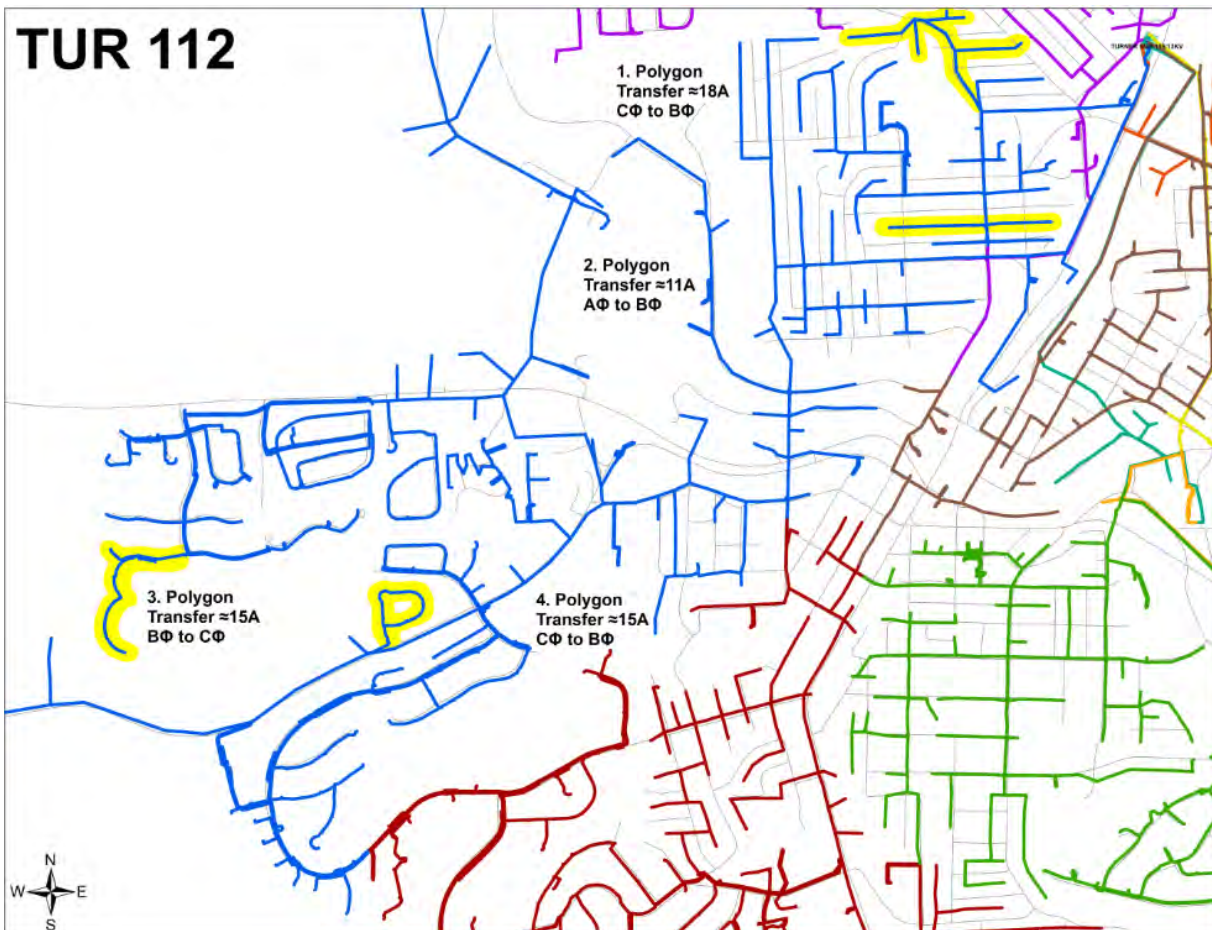 TUR 112
1. Polygon
Transfer ≈18A
CΦ to BΦ
2. Polygon
Transfer ≈11A
AΦ to BΦ
3. Polygon
Transfer ≈15A
BΦ to CΦ
4. Polygon
Transfer ≈15A
CΦ to BΦ
N
W E
S